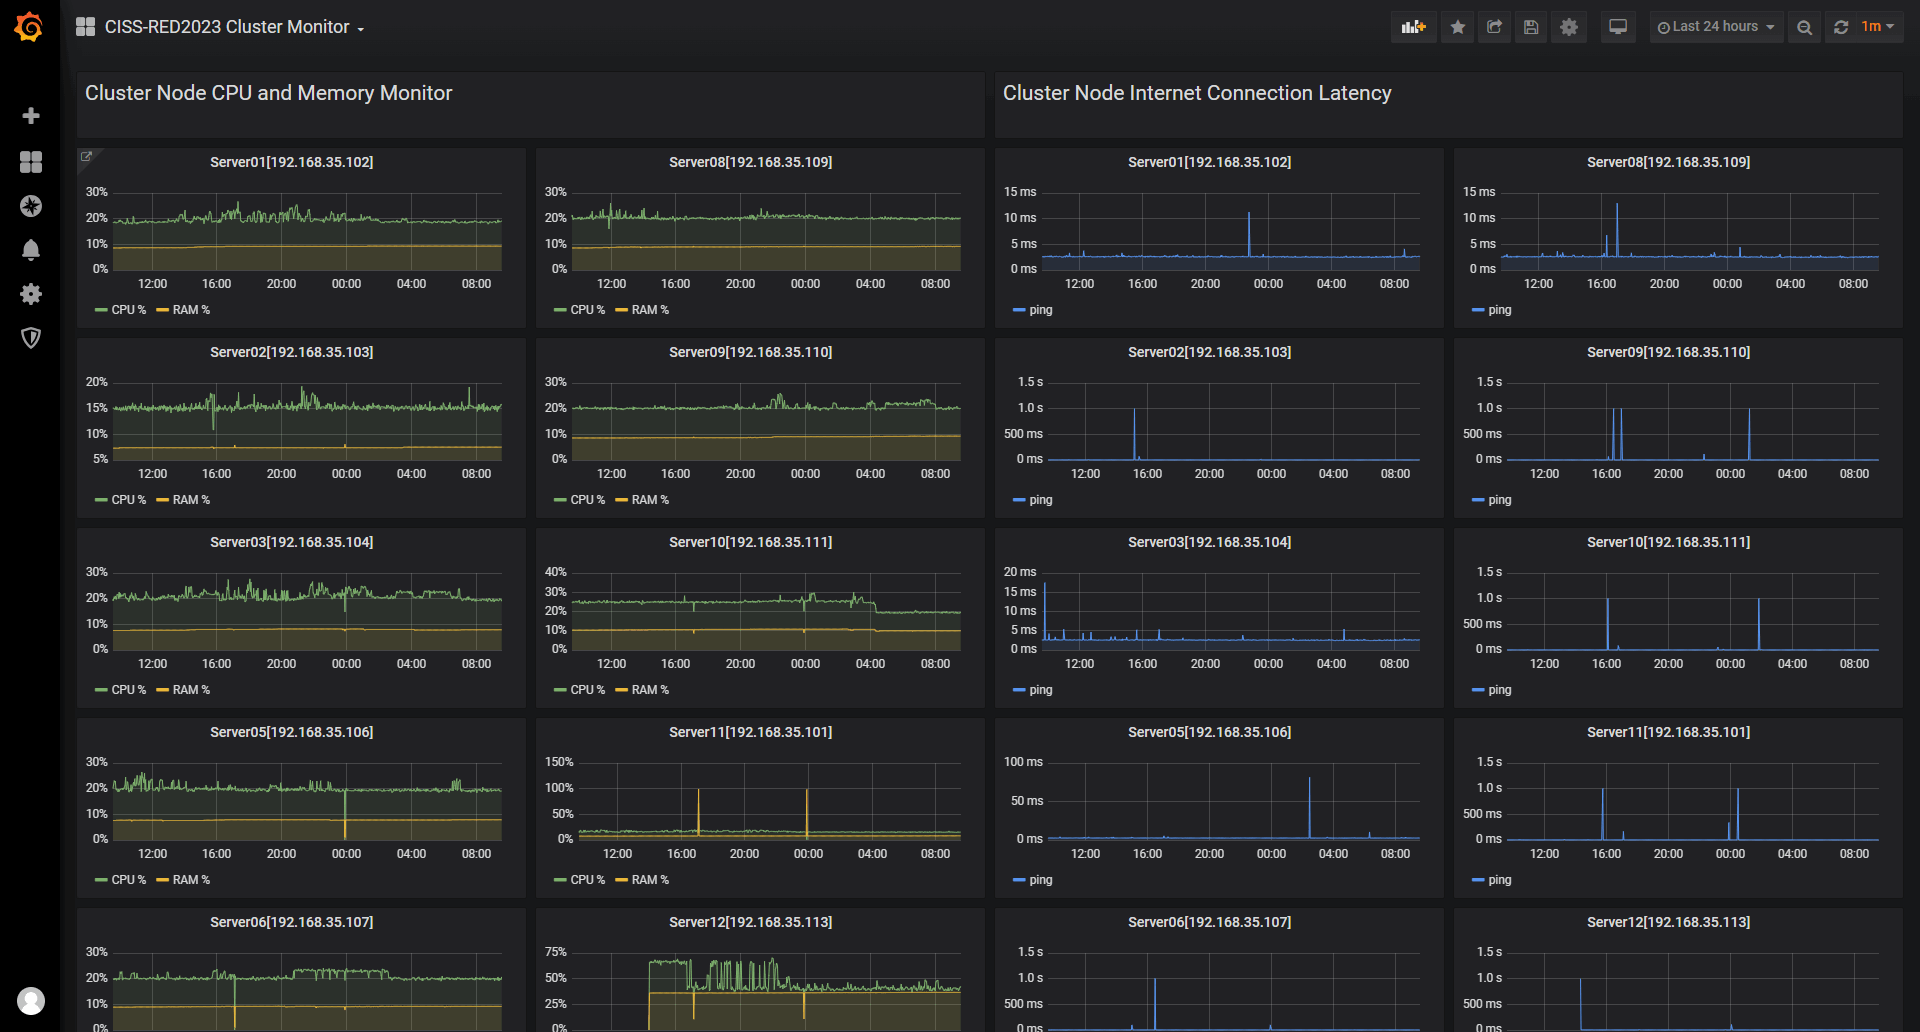 CISS-RED2023 Cluster Monitor
Last 24 hours
1m
Cluster Node CPU and Memory Monitor
Cluster Node Internet Connection Latency
Server01[192.168.35.102]
30%
20%
10%
0%
12:00 16:00 20:00 00:00 04:00 08:00
CPU % RAM %
Server08[192.168.35.109]
30%
20%
10%
0%
12:00 16:00 20:00 00:00 04:00 08:00
CPU % RAM %
Server01[192.168.35.102]
15 ms
10 ms
5 ms
0 ms
12:00 16:00 20:00 00:00 04:00 08:00
ping
Server08[192.168.35.109]
15 ms
10 ms
5 ms
0 ms
12:00 16:00 20:00 00:00 04:00 08:00
ping
Server02[192.168.35.103]
20%
15%
10%
5%
12:00 16:00 20:00 00:00 04:00 08:00
CPU % RAM %
Server09[192.168.35.110]
30%
20%
10%
0%
12:00 16:00 20:00 00:00 04:00 08:00
CPU % RAM %
Server02[192.168.35.103]
1.5 s
1.0 s
500 ms
0 ms
12:00 16:00 20:00 00:00 04:00 08:00
ping
Server09[192.168.35.110]
1.5 s
1.0 s
500 ms
0 ms
12:00 16:00 20:00 00:00 04:00 08:00
ping
Server03[192.168.35.104]
30%
20%
10%
0%
12:00 16:00 20:00 00:00 04:00 08:00
CPU % RAM %
Server10[192.168.35.111]
40%
30%
20%
10%
0%
12:00 16:00 20:00 00:00 04:00 08:00
CPU % RAM %
Server03[192.168.35.104]
20 ms
15 ms
10 ms
5 ms
0 ms
12:00 16:00 20:00 00:00 04:00 08:00
ping
Server10[192.168.35.111]
1.5 s
1.0 s
500 ms
0 ms
12:00 16:00 20:00 00:00 04:00 08:00
ping
Server05[192.168.35.106]
30%
20%
10%
0%
12:00 16:00 20:00 00:00 04:00 08:00
CPU % RAM %
Server11[192.168.35.101]
150%
100%
50%
0%
12:00 16:00 20:00 00:00 04:00 08:00
CPU % RAM %
Server05[192.168.35.106]
100 ms
50 ms
0 ms
12:00 16:00 20:00 00:00 04:00 08:00
ping
Server11[192.168.35.101]
1.5 s
1.0 s
500 ms
0 ms
12:00 16:00 20:00 00:00 04:00 08:00
ping
Server06[192.168.35.107]
30%
20%
10%
0%
Server12[192.168.35.113]
75%
50%
25%
0%
Server06[192.168.35.107]
1.5 s
1.0 s
500 ms
0 ms
Server12[192.168.35.113]
1.5 s
1.0 s
500 ms
0 ms